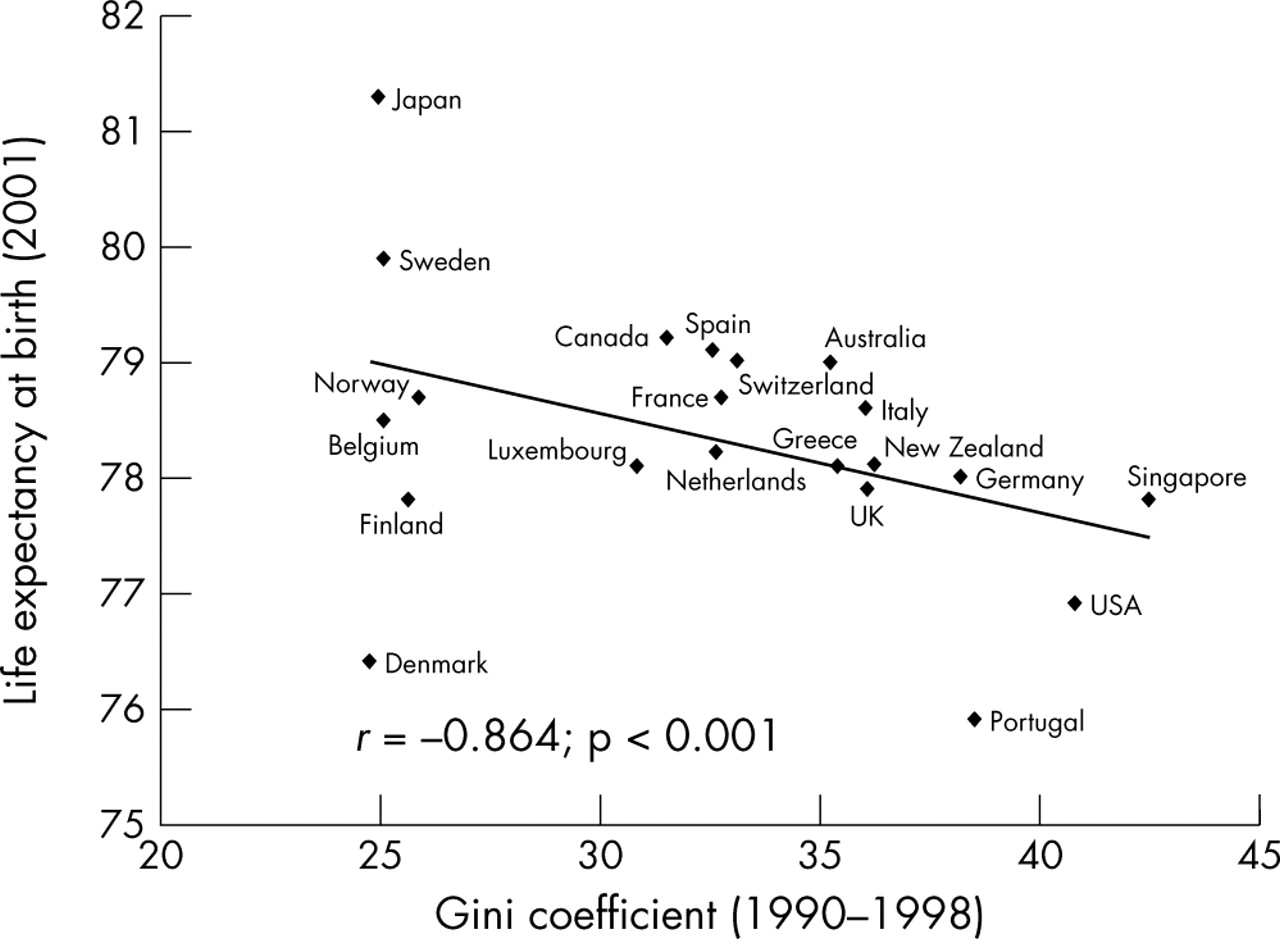 82
Japan
81
80
Sweden
Spain
Canada
Australia
79
Norway
Switzerland
France
Italy
Belgium
Greece
New Zealand
Luxembourg
78
Netherlands
Germany
Singapore
UK
Finland
77
USA
Denmark
76
Portugal
r = –0.864; p < 0.001
75
20 25 30 35 40 45
Gini coefficient (1990–1998)
Life expectancy at birth (2001)